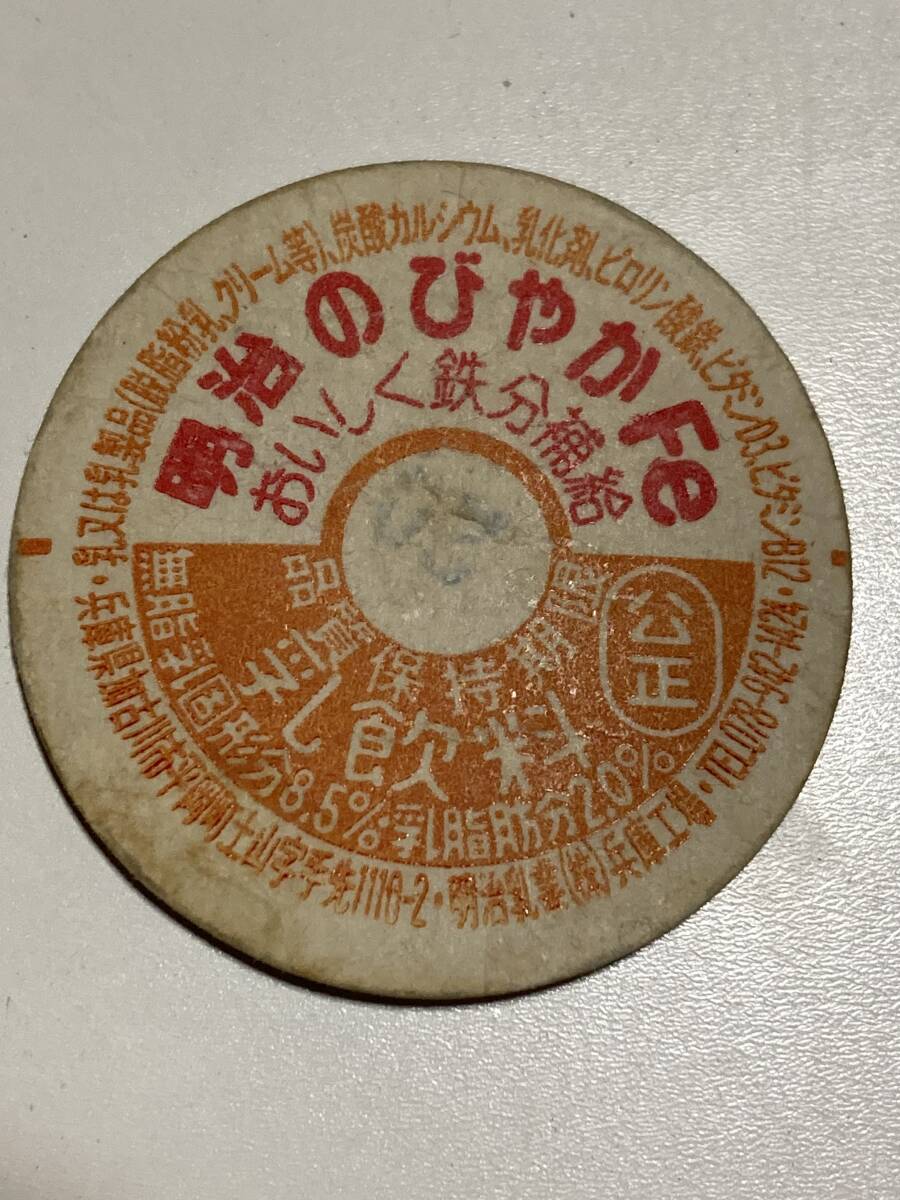 明治のびやかFe
おいしく鉄分補給
品質保持期限
乳飲料
公正
無脂乳固形分8.5% 乳脂肪分2.0%
乳又は乳製品(脱脂粉乳、クリーム等)、炭酸カルシウム、乳化剤、ピロリン酸鉄、ビタミンD3、ビタミンB12・
TEL078-942-1424・
明治乳業(株)兵庫工場・
兵庫県加古川市平岡町土山字手先1116-2・